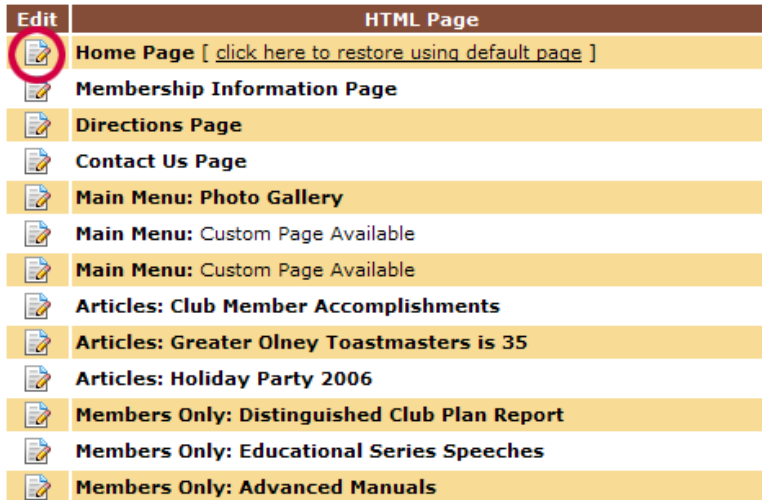 Edit HTML Page
Home Page [ click here to restore using default page ]
Membership Information Page
Directions Page
Contact Us Page
Main Menu: Photo Gallery
Main Menu: Custom Page Available
Main Menu: Custom Page Available
Articles: Club Member Accomplishments
Articles: Greater Olney Toastmasters is 35
Articles: Holiday Party 2006
Members Only: Distinguished Club Plan Report
Members Only: Educational Series Speeches
Members Only: Advanced Manuals